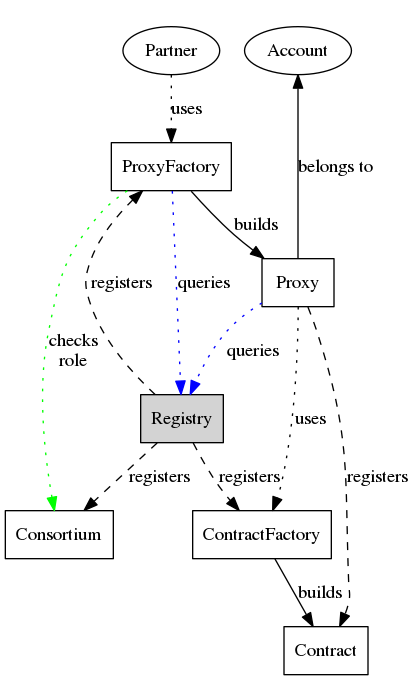 Partner
Account
uses
ProxyFactory
belongs to
builds
Proxy
registers
queries
checks
role
queries
Registry
uses
registers
registers
registers
Consortium
ContractFactory
builds
Contract